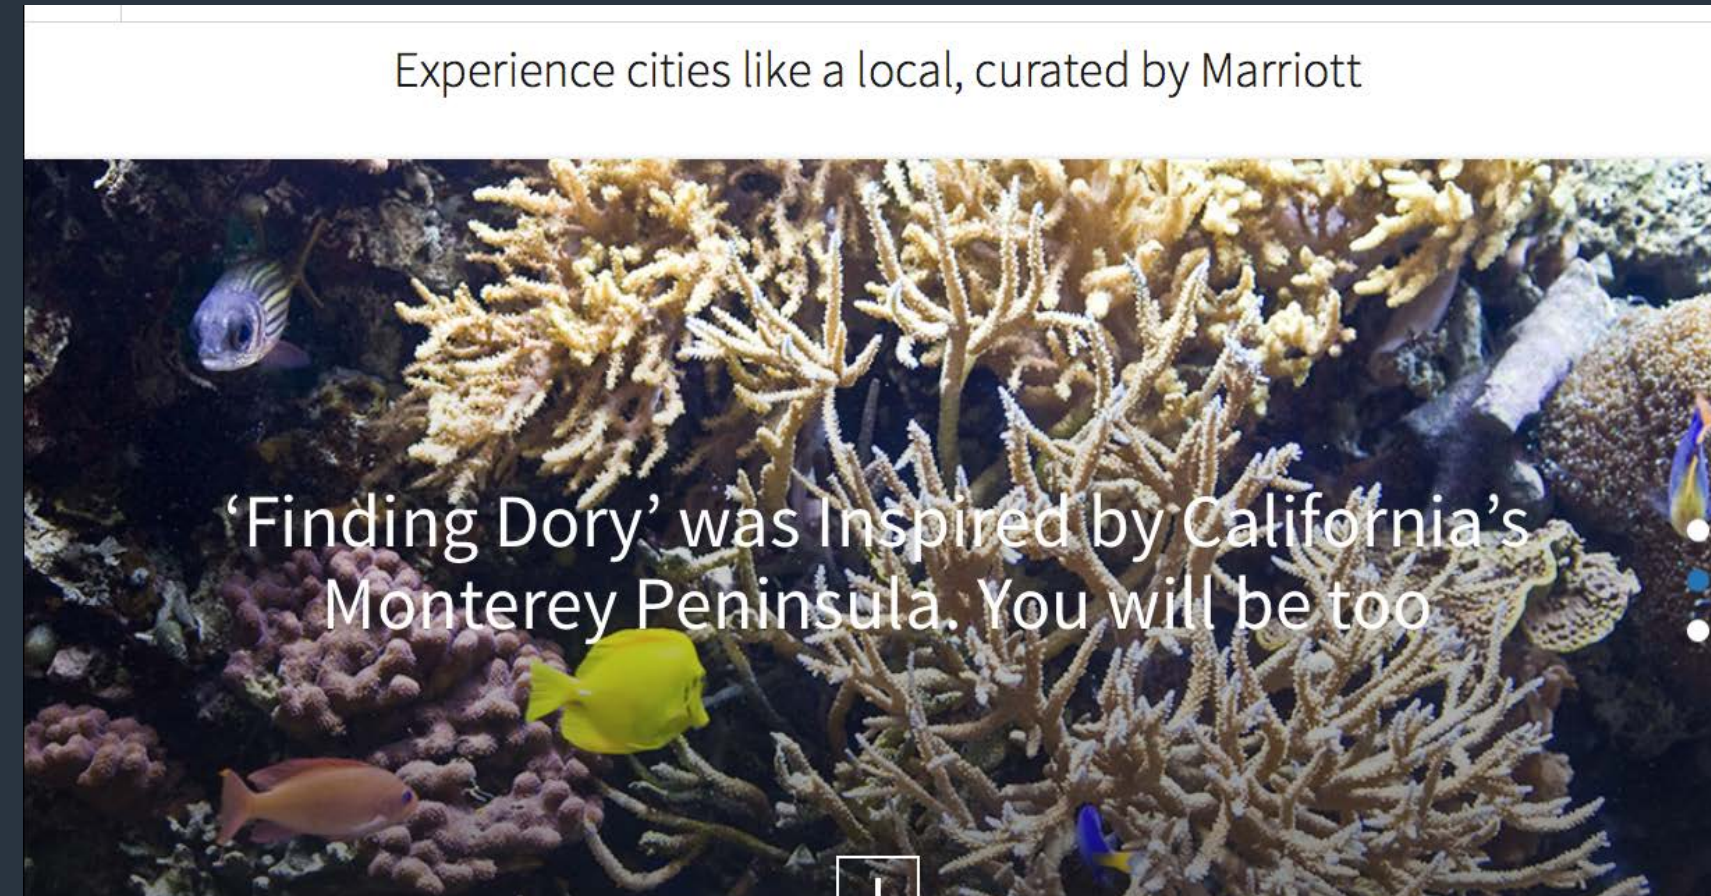 Experience cities like a local, curated by Marriott
‘Finding Dory’ was Inspired by California’s
Monterey Peninsula. You will be too